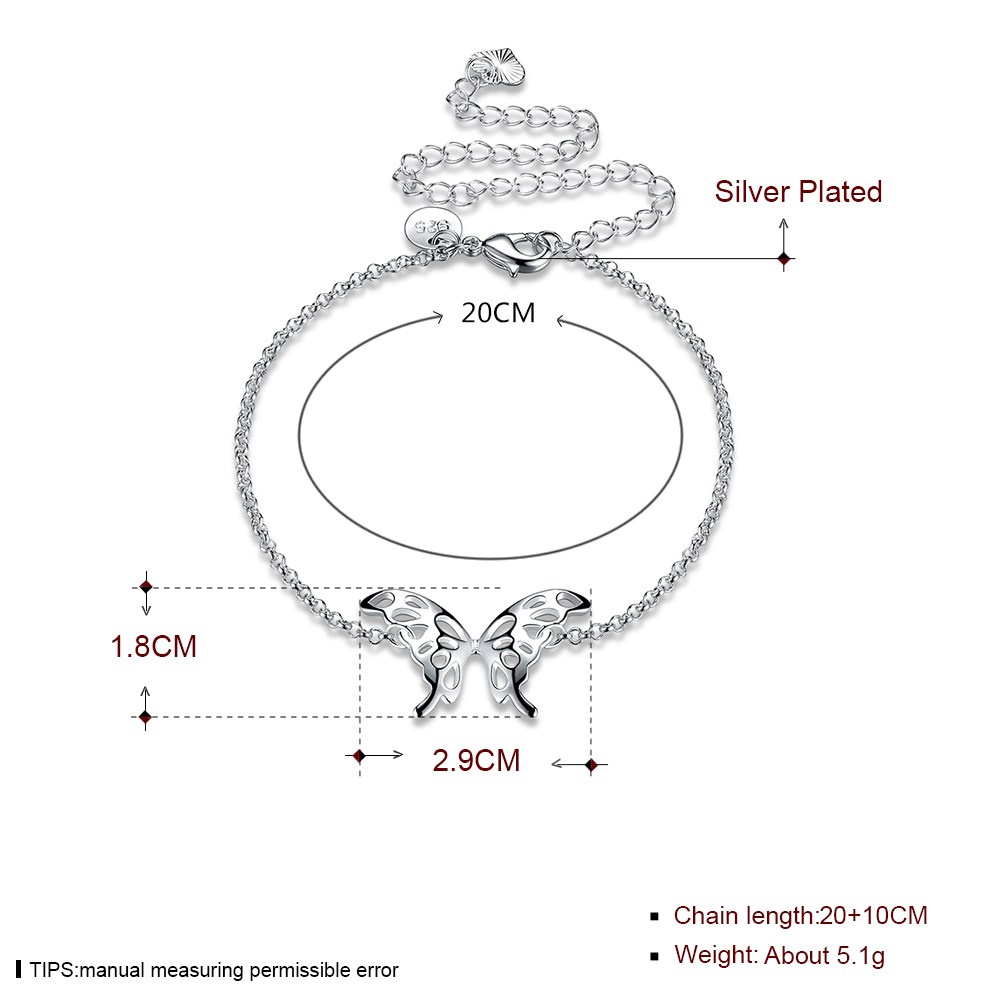 Silver Plated
925
20CM
1.8CM
2.9CM
Chain length:20+10CM
Weight: About 5.1g
TIPS:manual measuring permissible error